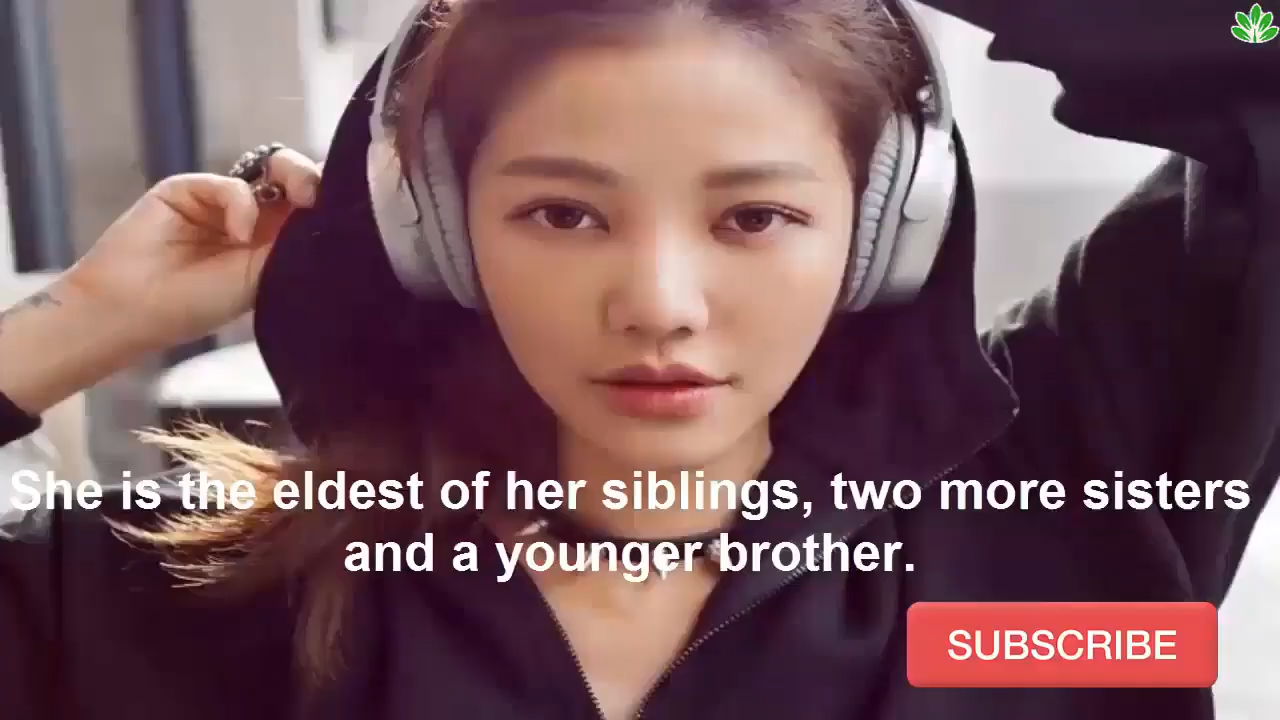 She is the eldest of her siblings, two more sisters
and a younger brother.
SUBSCRIBE